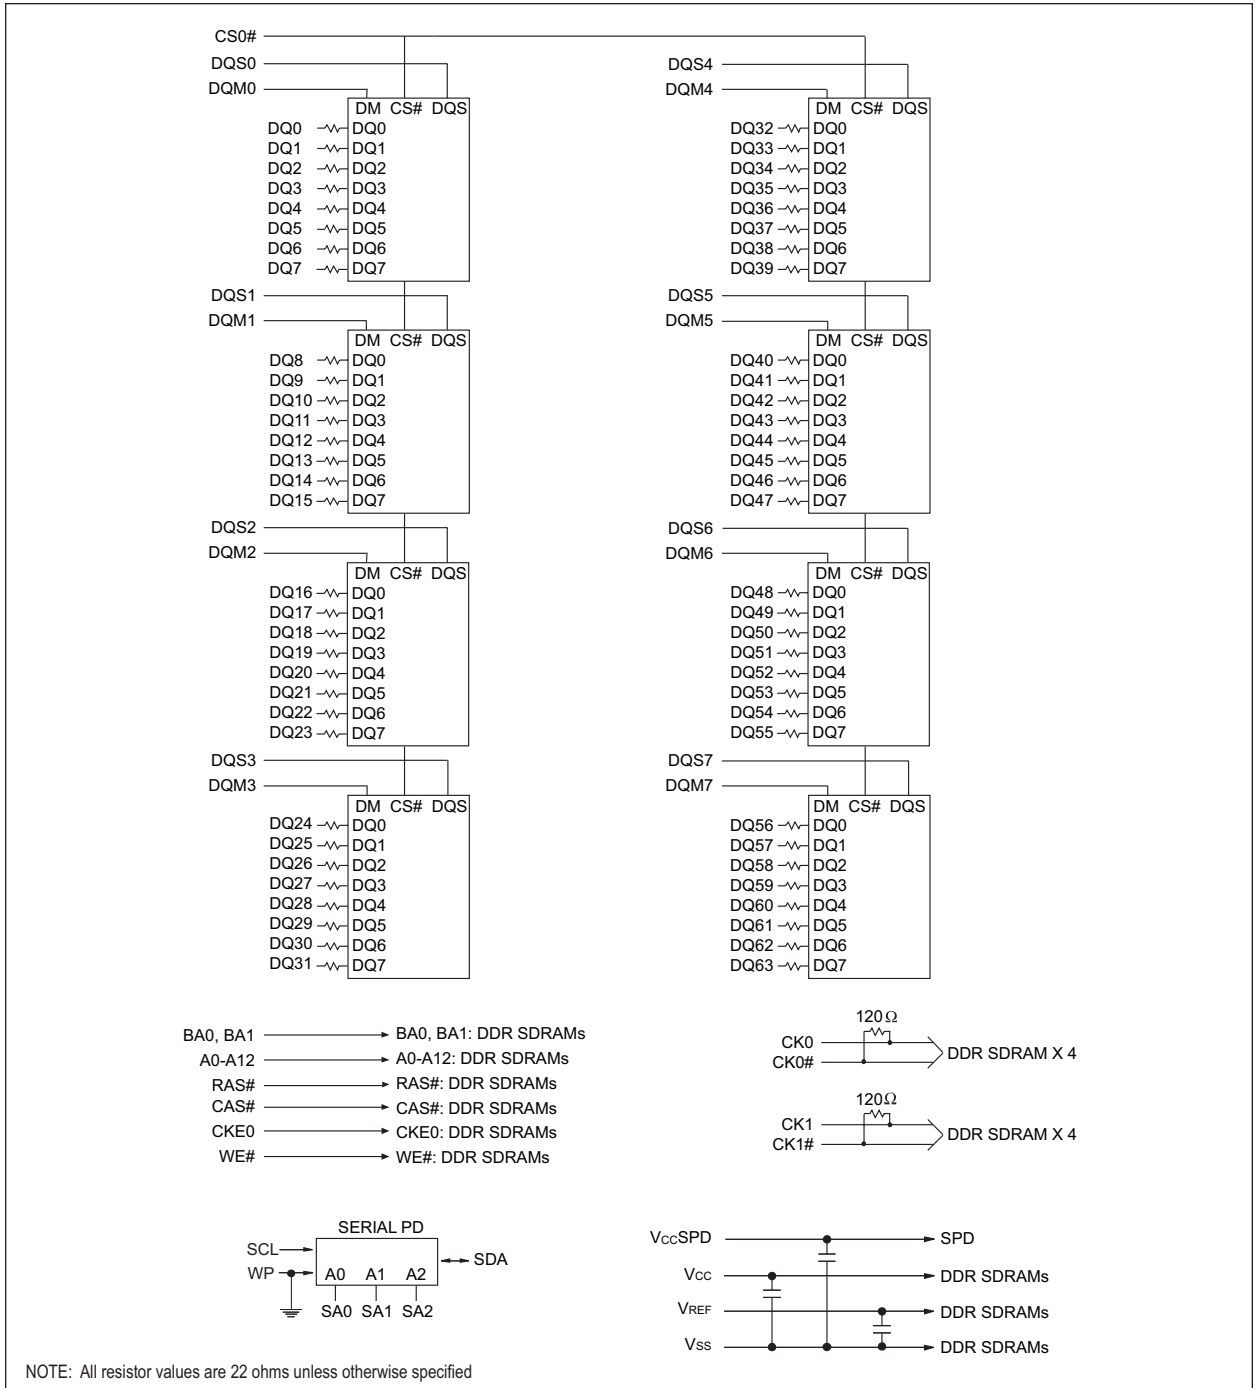 CS0#
DQS0
DQM0
DM CS# DQS
DQ0 DQ0
DQ1 DQ1
DQ2 DQ2
DQ3 DQ3
DQ4 DQ4
DQ5 DQ5
DQ6 DQ6
DQ7 DQ7
DQS1
DQM1
DM CS# DQS
DQ8 DQ0
DQ9 DQ1
DQ10 DQ2
DQ11 DQ3
DQ12 DQ4
DQ13 DQ5
DQ14 DQ6
DQ15 DQ7
DQS2
DQM2
DM CS# DQS
DQ16 DQ0
DQ17 DQ1
DQ18 DQ2
DQ19 DQ3
DQ20 DQ4
DQ21 DQ5
DQ22 DQ6
DQ23 DQ7
DQS3
DQM3
DM CS# DQS
DQ24 DQ0
DQ25 DQ1
DQ26 DQ2
DQ27 DQ3
DQ28 DQ4
DQ29 DQ5
DQ30 DQ6
DQ31 DQ7
DQS4
DQM4
DM CS# DQS
DQ32 DQ0
DQ33 DQ1
DQ34 DQ2
DQ35 DQ3
DQ36 DQ4
DQ37 DQ5
DQ38 DQ6
DQ39 DQ7
DQS5
DQM5
DM CS# DQS
DQ40 DQ0
DQ41 DQ1
DQ42 DQ2
DQ43 DQ3
DQ44 DQ4
DQ45 DQ5
DQ46 DQ6
DQ47 DQ7
DQS6
DQM6
DM CS# DQS
DQ48 DQ0
DQ49 DQ1
DQ50 DQ2
DQ51 DQ3
DQ52 DQ4
DQ53 DQ5
DQ54 DQ6
DQ55 DQ7
DQS7
DQM7
DM CS# DQS
DQ56 DQ0
DQ57 DQ1
DQ58 DQ2
DQ59 DQ3
DQ60 DQ4
DQ61 DQ5
DQ62 DQ6
DQ63 DQ7
BA0, BA1 BA0, BA1: DDR SDRAMs
A0-A12 A0-A12: DDR SDRAMs
RAS# RAS#: DDR SDRAMs
CAS# CAS#: DDR SDRAMs
CKE0 CKE0: DDR SDRAMs
WE# WE#: DDR SDRAMs
120Ω
CK0
CK0#
DDR SDRAM X 4
120Ω
CK1
CK1#
DDR SDRAM X 4
SERIAL PD
SCL
WP
A0 A1 A2
SDA
SA0 SA1 SA2
VCCSPD SPD
VCC DDR SDRAMs
VREF DDR SDRAMs
VSS DDR SDRAMs
NOTE: All resistor values are 22 ohms unless otherwise specified